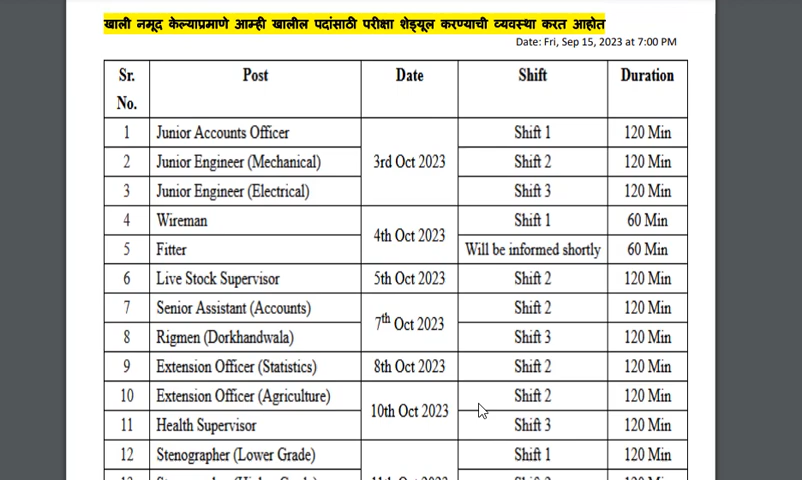 खाली नमूद केल्याप्रमाणे आम्ही खालील पदांसाठी परीक्षा शेड्यूल करण्याची व्यवस्था करत आहोत
Date: Fri, Sep 15, 2023 at 7:00 PM
Sr. No. Post Date Shift Duration
1 Junior Accounts Officer 3rd Oct 2023 Shift 1 120 Min
2 Junior Engineer (Mechanical) Shift 2 120 Min
3 Junior Engineer (Electrical) Shift 3 120 Min
4 Wireman 4th Oct 2023 Shift 1 60 Min
5 Fitter Will be informed shortly 60 Min
6 Live Stock Supervisor 5th Oct 2023 Shift 2 120 Min
7 Senior Assistant (Accounts) 7th Oct 2023 Shift 2 120 Min
8 Rigmen (Dorkhandwala) Shift 3 120 Min
9 Extension Officer (Statistics) 8th Oct 2023 Shift 2 120 Min
10 Extension Officer (Agriculture) 10th Oct 2023 Shift 2 120 Min
11 Health Supervisor Shift 3 120 Min
12 Stenographer (Lower Grade) Shift 1 120 Min